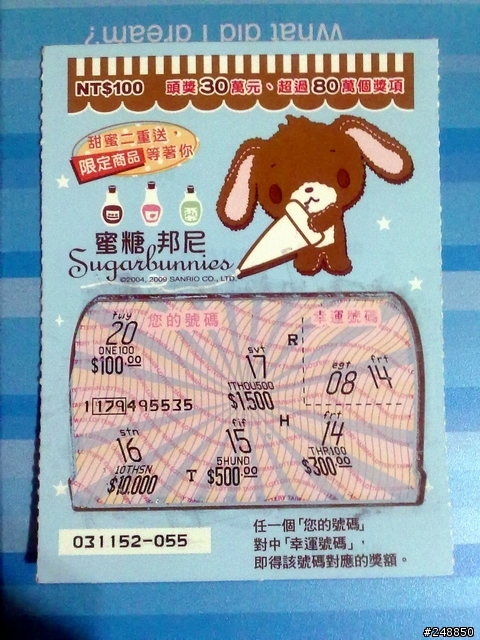 What did I dream?
NT$100 頭獎30萬元、超過80萬個獎項
甜蜜二重送
限定商品等著你
蜜糖邦尼
Sugarbunnies
©2004, 2009 SANRIO CO., LTD.
您的號碼
幸運號碼
twy
20
ONE100
$100.00
R
svt
17
1THOU500
$1,500
egt
08
frt
14
1 179 495535
H
stn
16
10THSN
$10,000
T
fif
15
5HUND
$500.00
frt
14
THR100
$300.00
031152-055
任一個「您的號碼」
對中「幸運號碼」，
即得該號碼對應的獎額。
#248850